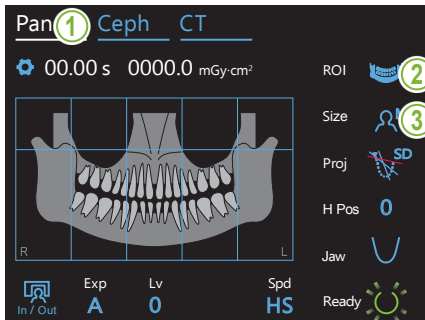 Pan 1 Ceph CT
00.00 s 0000.0 mGy·cm²
ROI 2
Size 3
Proj SD
H Pos 0
R L Jaw
Exp Lv Spd
In / Out A 0 HS Ready